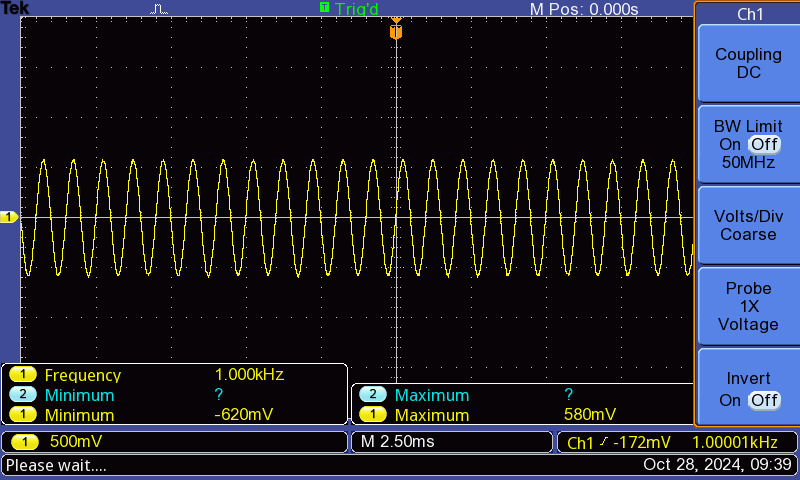 Tek
T Trig'd
M Pos: 0.000s
Ch1
T
Coupling
DC
BW Limit
On Off
50MHz
1
Volts/Div
Coarse
Probe
1X
Voltage
Invert
On Off
1 Frequency 1.000kHz
2 Minimum ?
2 Maximum ?
1 Minimum -620mV
1 Maximum 580mV
1 500mV
M 2.50ms
Ch1 -172mV 1.00001kHz
Please wait....
Oct 28, 2024, 09:39